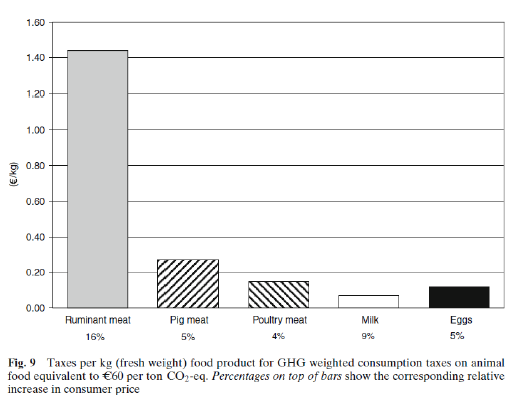 1.60
1.40
1.20
1.00
0.80
0.60
0.40
0.20
0.00
(€/kg)
Ruminant meat Pig meat Poultry meat Milk Eggs
16% 5% 4% 9% 5%
Fig. 9 Taxes per kg (fresh weight) food product for GHG weighted consumption taxes on animal
food equivalent to €60 per ton CO₂-eq. Percentages on top of bars show the corresponding relative
increase in consumer price